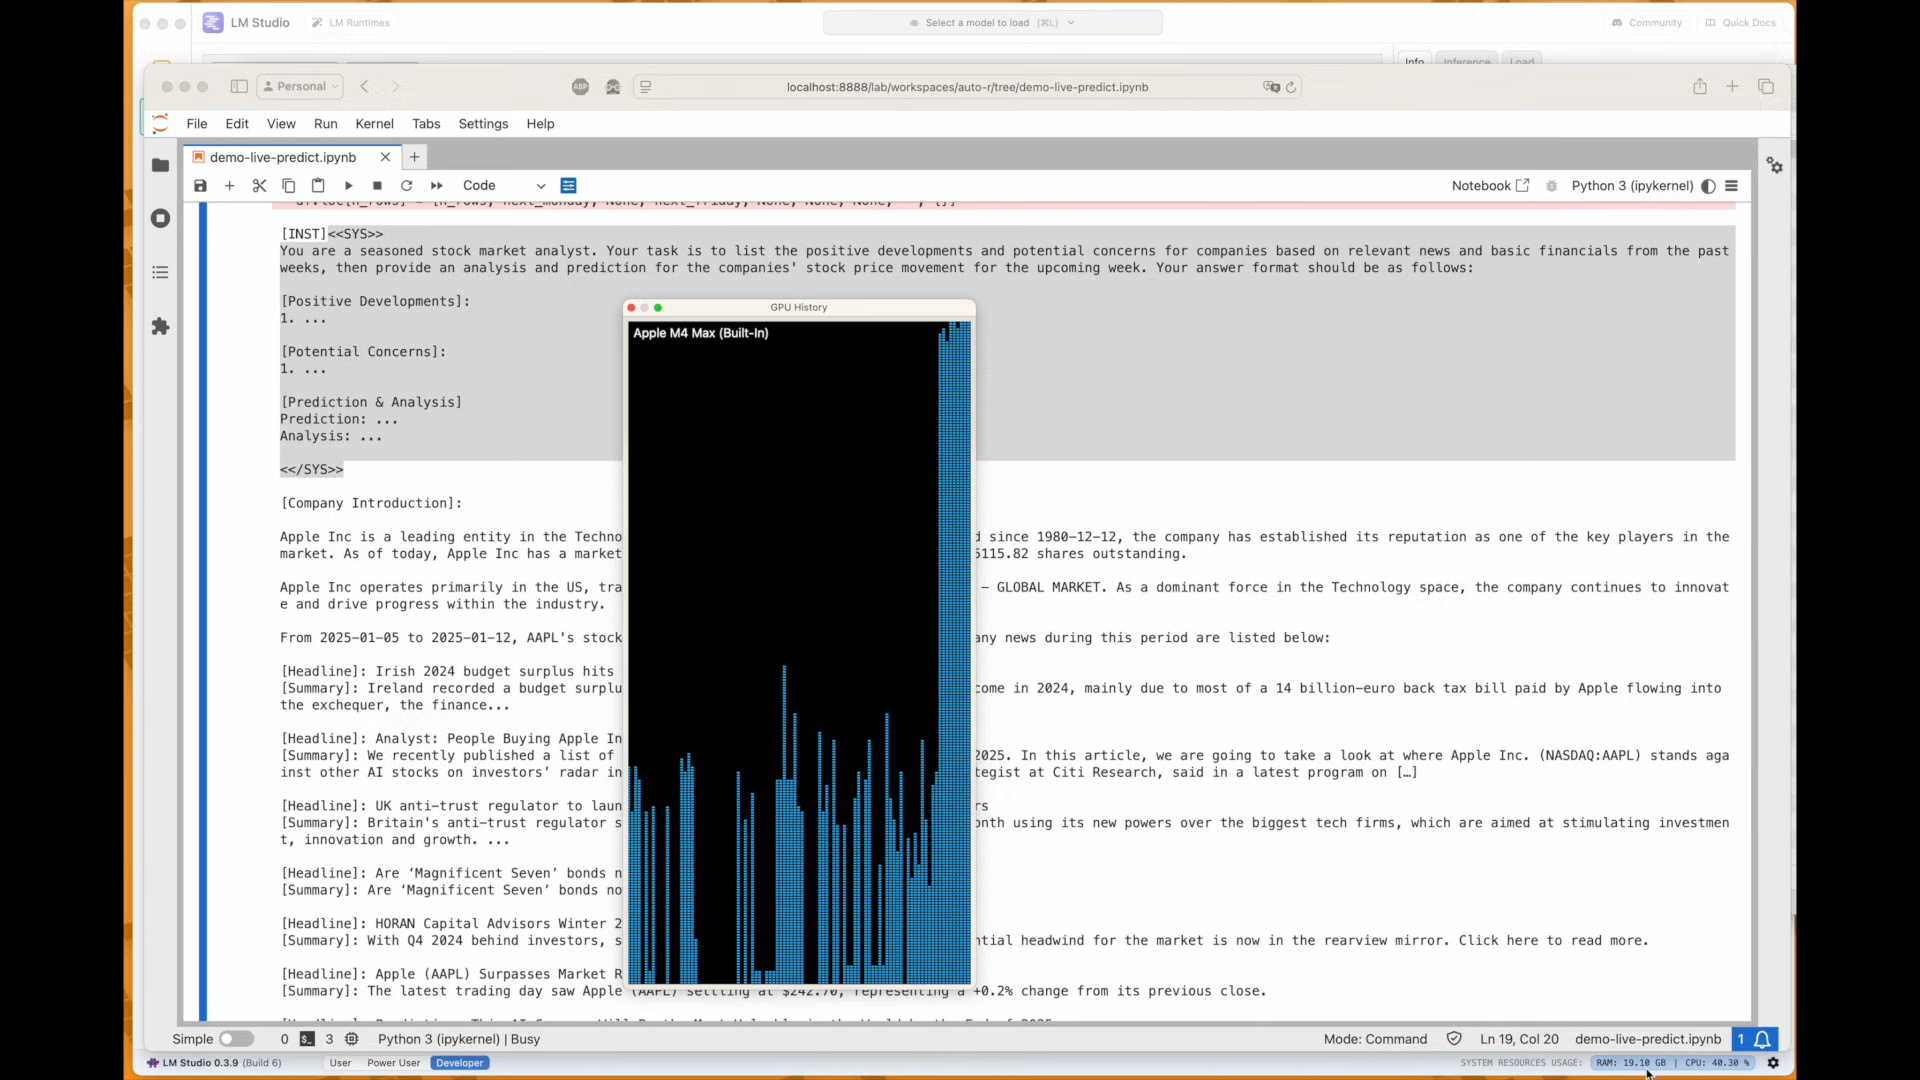 LM Studio
LM Runtimes
Select a model to load (⌘L)
Community
Quick Docs
Info
Inference
Load
Personal
ABP
localhost:8888/lab/workspaces/auto-r/tree/demo-live-predict.ipynb
File Edit View Run Kernel Tabs Settings Help
demo-live-predict.ipynb
Code
Notebook
Python 3 (ipykernel)
[INST]<<SYS>>
You are a seasoned stock market analyst. Your task is to list the positive developments and potential concerns for companies based on relevant news and basic financials from the past
weeks, then provide an analysis and prediction for the companies' stock price movement for the upcoming week. Your answer format should be as follows:
[Positive Developments]:
1. ...
[Potential Concerns]:
1. ...
[Prediction & Analysis]
Prediction: ...
Analysis: ...
<</SYS>>
GPU History
Apple M4 Max (Built-In)
[Company Introduction]:
Apple Inc is a leading entity in the since 1980-12-12, the company has established its reputation as one of the key players in the
market. As of today, Apple Inc has a market 5115.82 shares outstanding.
Apple Inc operates primarily in the US, – GLOBAL MARKET. As a dominant force in the Technology space, the company continues to innovat
e and drive progress within the industry.
From 2025-01-05 to 2025-01-12, AAPL's stock news during this period are listed below:
[Headline]: Irish 2024 budget surplus hits
[Summary]: Ireland recorded a budget in 2024, mainly due to most of a 14 billion-euro back tax bill paid by Apple flowing into
the exchequer, the finance...
[Headline]: Analyst: People Buying Apple
[Summary]: We recently published a list of 2025. In this article, we are going to take a look at where Apple Inc. (NASDAQ:AAPL) stands aga
inst other AI stocks on investors’ radar at Citi Research, said in a latest program on […]
[Headline]: UK anti-trust regulator to
[Summary]: Britain's anti-trust regulator using its new powers over the biggest tech firms, which are aimed at stimulating investmen
t, innovation and growth. ...
[Headline]: Are ‘Magnificent Seven’ bonds
[Summary]: Are ‘Magnificent Seven’ bonds
[Headline]: HORAN Capital Advisors Winter
[Summary]: With Q4 2024 behind investors, headwind for the market is now in the rearview mirror. Click here to read more.
[Headline]: Apple (AAPL) Surpasses Market
[Summary]: The latest trading day saw Apple (AAPL) settling at $242.70, representing a +0.2% change from its previous close.
Simple
0
3
Python 3 (ipykernel) | Busy
Mode: Command
Ln 19, Col 20
demo-live-predict.ipynb
1
LM Studio 0.3.9 (Build 6)
User
Power User
Developer
SYSTEM RESOURCES USAGE:
RAM: 19.10 GB | CPU: 40.30 %